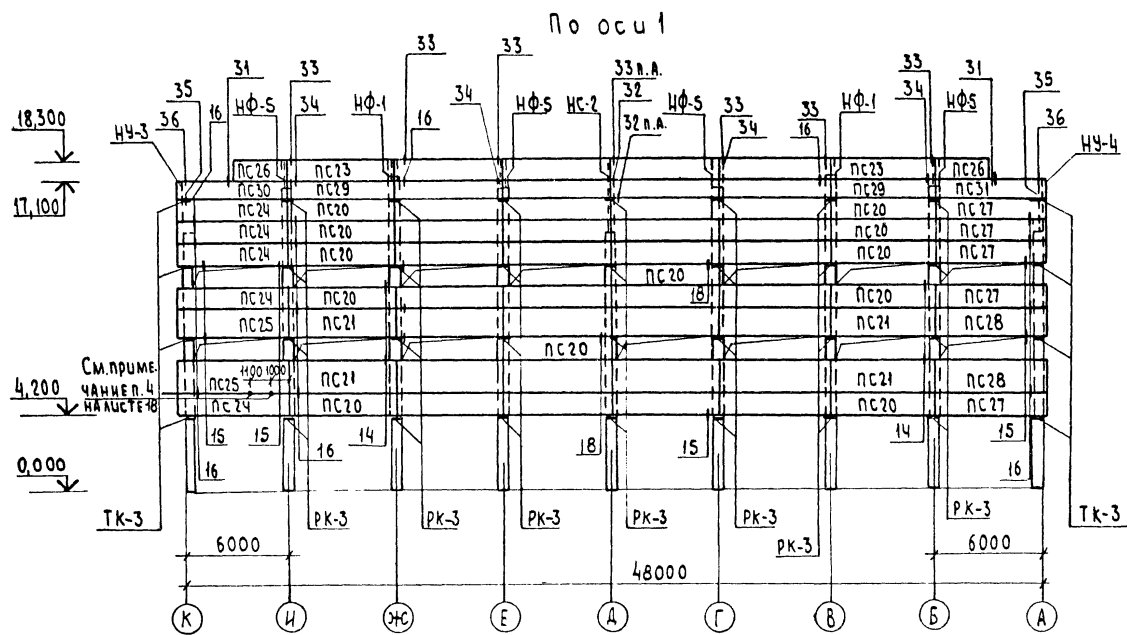 По оси 1
33 33 33 п.А. 33
31 33 32 31
35 НФ-5 34 НФ-1 16 34 НФ-5 НС-2 32 п.А. НФ-5 33 34 33 16 НФ-1 34 НФ-5 35
18,300 36 16 36
НУ-3 НУ-4
17,100
ПС26 ПС23 ПС23 ПС26
ПС30 ПС29 ПС29 ПС31
ПС24 ПС20 ПС20 ПС27
ПС24 ПС20 ПС20 ПС27
ПС24 ПС20 ПС20 ПС27
ПС20
18
ПС24 ПС20 ПС20 ПС27
ПС25 ПС21 ПС21 ПС28
ПС20
См.приме-
чание п.4
на листе 18
1100 1000
4,200
ПС25 ПС21 ПС21 ПС28
ПС24 ПС20 ПС20 ПС27
15 15 14 18 15 14 15
16 16 16
0,000
ТК-3 РК-3 РК-3 РК-3 РК-3 РК-3 РК-3 РК-3 ТК-3
6000 6000
48000
К И Ж Е Д Г В Б А